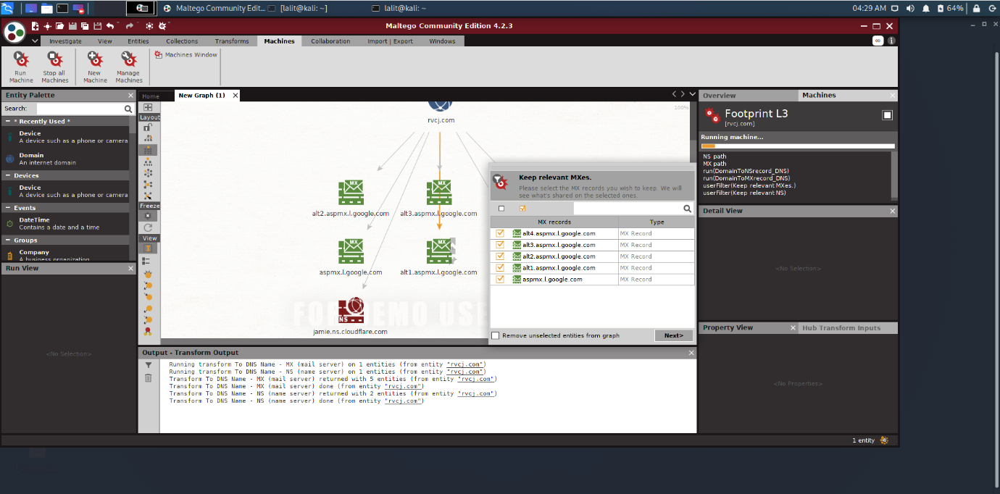 Maltego Community Edit... [lalit@kali: ~] lalit@kali: ~ 04:29 AM 64%
Maltego Community Edition 4.2.3
Investigate View Entities Collections Transforms Machines Collaboration Import | Export Windows
Run Machine
Stop all Machines
New Machine
Manage Machines
Machines Window
Entity Palette
Search:
* Recently Used *
Device
A device such as a phone or camera
Domain
An internet domain
Devices
Device
A device such as a phone or camera
Events
DateTime
Contains a date and a time
Groups
Company
A business organization
Run View
<No Selection>
Home New Graph (1)
Layout
Freeze
View
100%
rvcj.com
MX
alt2.aspmx.l.google.com
MX
alt3.aspmx.l.google.com
MX
aspmx.l.google.com
MX
alt1.aspmx.l.google.com
NS
jamie.ns.cloudflare.com
FOR DEMO USE
Keep relevant MXes.
Please select the MX records you wish to keep. We will
see what's shared on the selected ones.
MX records Type
alt4.aspmx.l.google.com MX Record
alt3.aspmx.l.google.com MX Record
alt2.aspmx.l.google.com MX Record
alt1.aspmx.l.google.com MX Record
aspmx.l.google.com MX Record
Remove unselected entities from graph Next>
Output - Transform Output
Running transform To DNS Name - MX (mail server) on 1 entities (from entity "rvcj.com")
Running transform To DNS Name - NS (name server) on 1 entities (from entity "rvcj.com")
Transform To DNS Name - MX (mail server) returned with 5 entities (from entity "rvcj.com")
Transform To DNS Name - MX (mail server) done (from entity "rvcj.com")
Transform To DNS Name - NS (name server) returned with 2 entities (from entity "rvcj.com")
Transform To DNS Name - NS (name server) done (from entity "rvcj.com")
Overview Machines
Footprint L3
[rvcj.com]
Running machine...
NS path
MX path
run(DomainToNSrecord_DNS)
run(DomainToMXrecord_DNS)
userFilter(Keep relevant MXes.)
userFilter(Keep relevant NS)
Detail View
<No Selection>
Property View Hub Transform Inputs
<No Properties>
1 entity